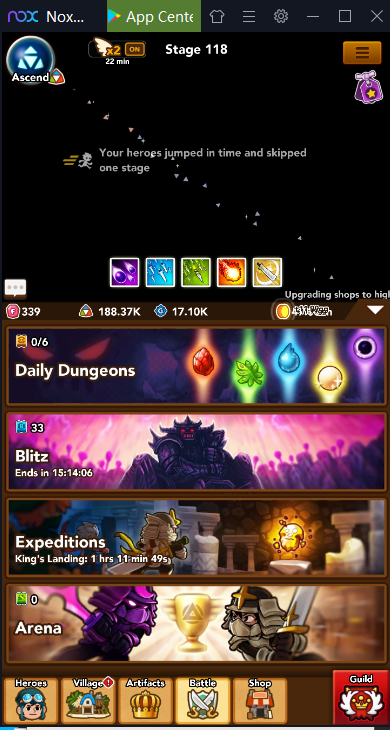 nox Nox... App Cente
Ascend
x2 ON
22 min
Stage 118
Your heroes jumped in time and skipped
one stage
Upgrading shops to high
339 188.37K 17.10K
0/6
Daily Dungeons
33
Blitz
Ends in 15:14:06
Expeditions
King's Landing: 1 hrs 11 min 49s
0
Arena
Heroes Village ! Artifacts Battle Shop Guild